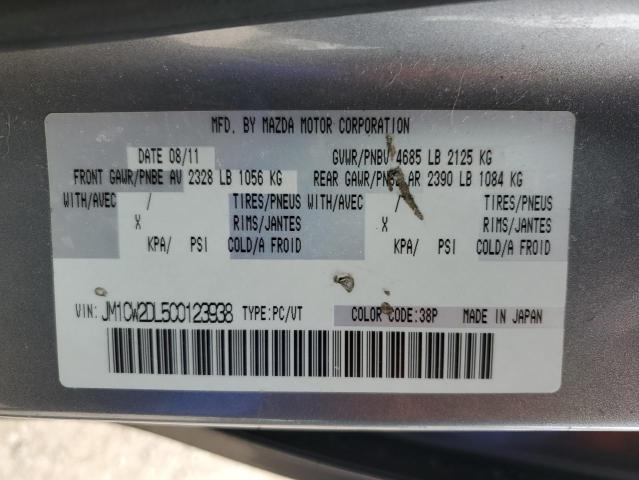 MFD. BY MAZDA MOTOR CORPORATION
DATE 08/11 GVWR/PNBV 4685 LB 2125 KG
FRONT GAWR/PNBE AV 2328 LB 1056 KG REAR GAWR/PNBE AR 2390 LB 1084 KG
WITH/AVEC / TIRES/PNEUS WITH/AVEC / TIRES/PNEUS
X RIMS/JANTES X RIMS/JANTES
KPA/ PSI COLD/A FROID KPA/ PSI COLD/A FROID
VIN: JM1CW2DL5C0123938 TYPE:PC/VT COLOR CODE:38P MADE IN JAPAN